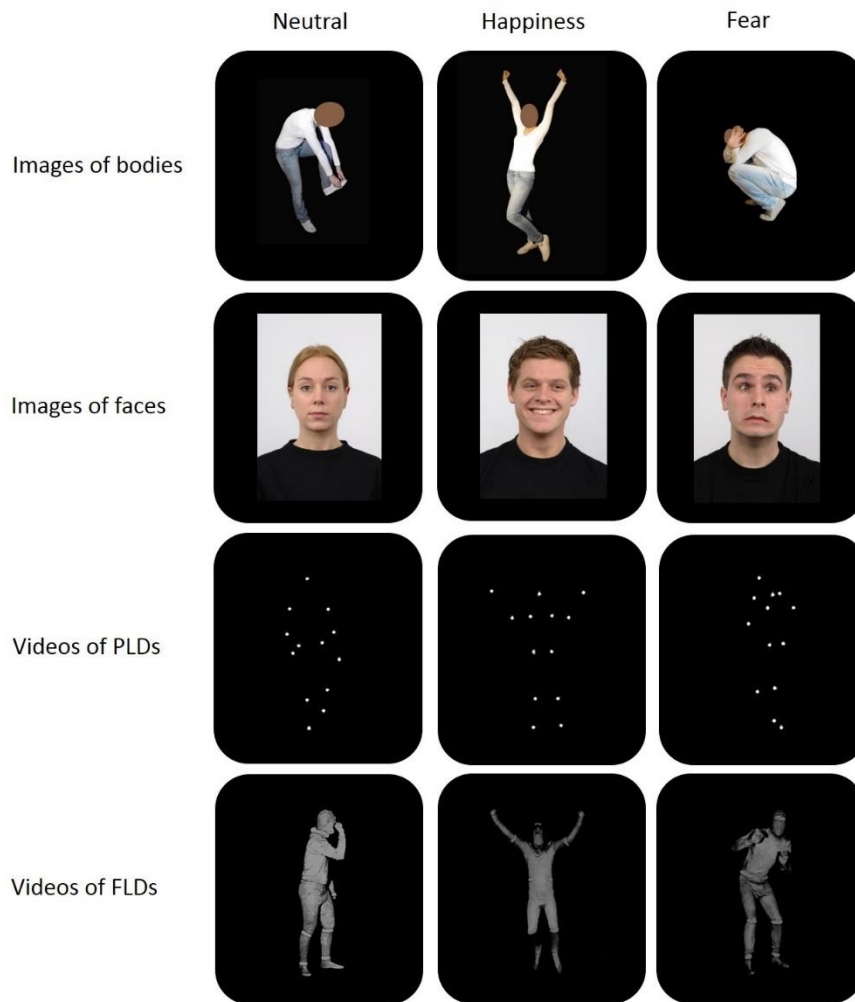 Neutral
Happiness
Fear
Images of bodies
Images of faces
Videos of PLDs
Videos of FLDs